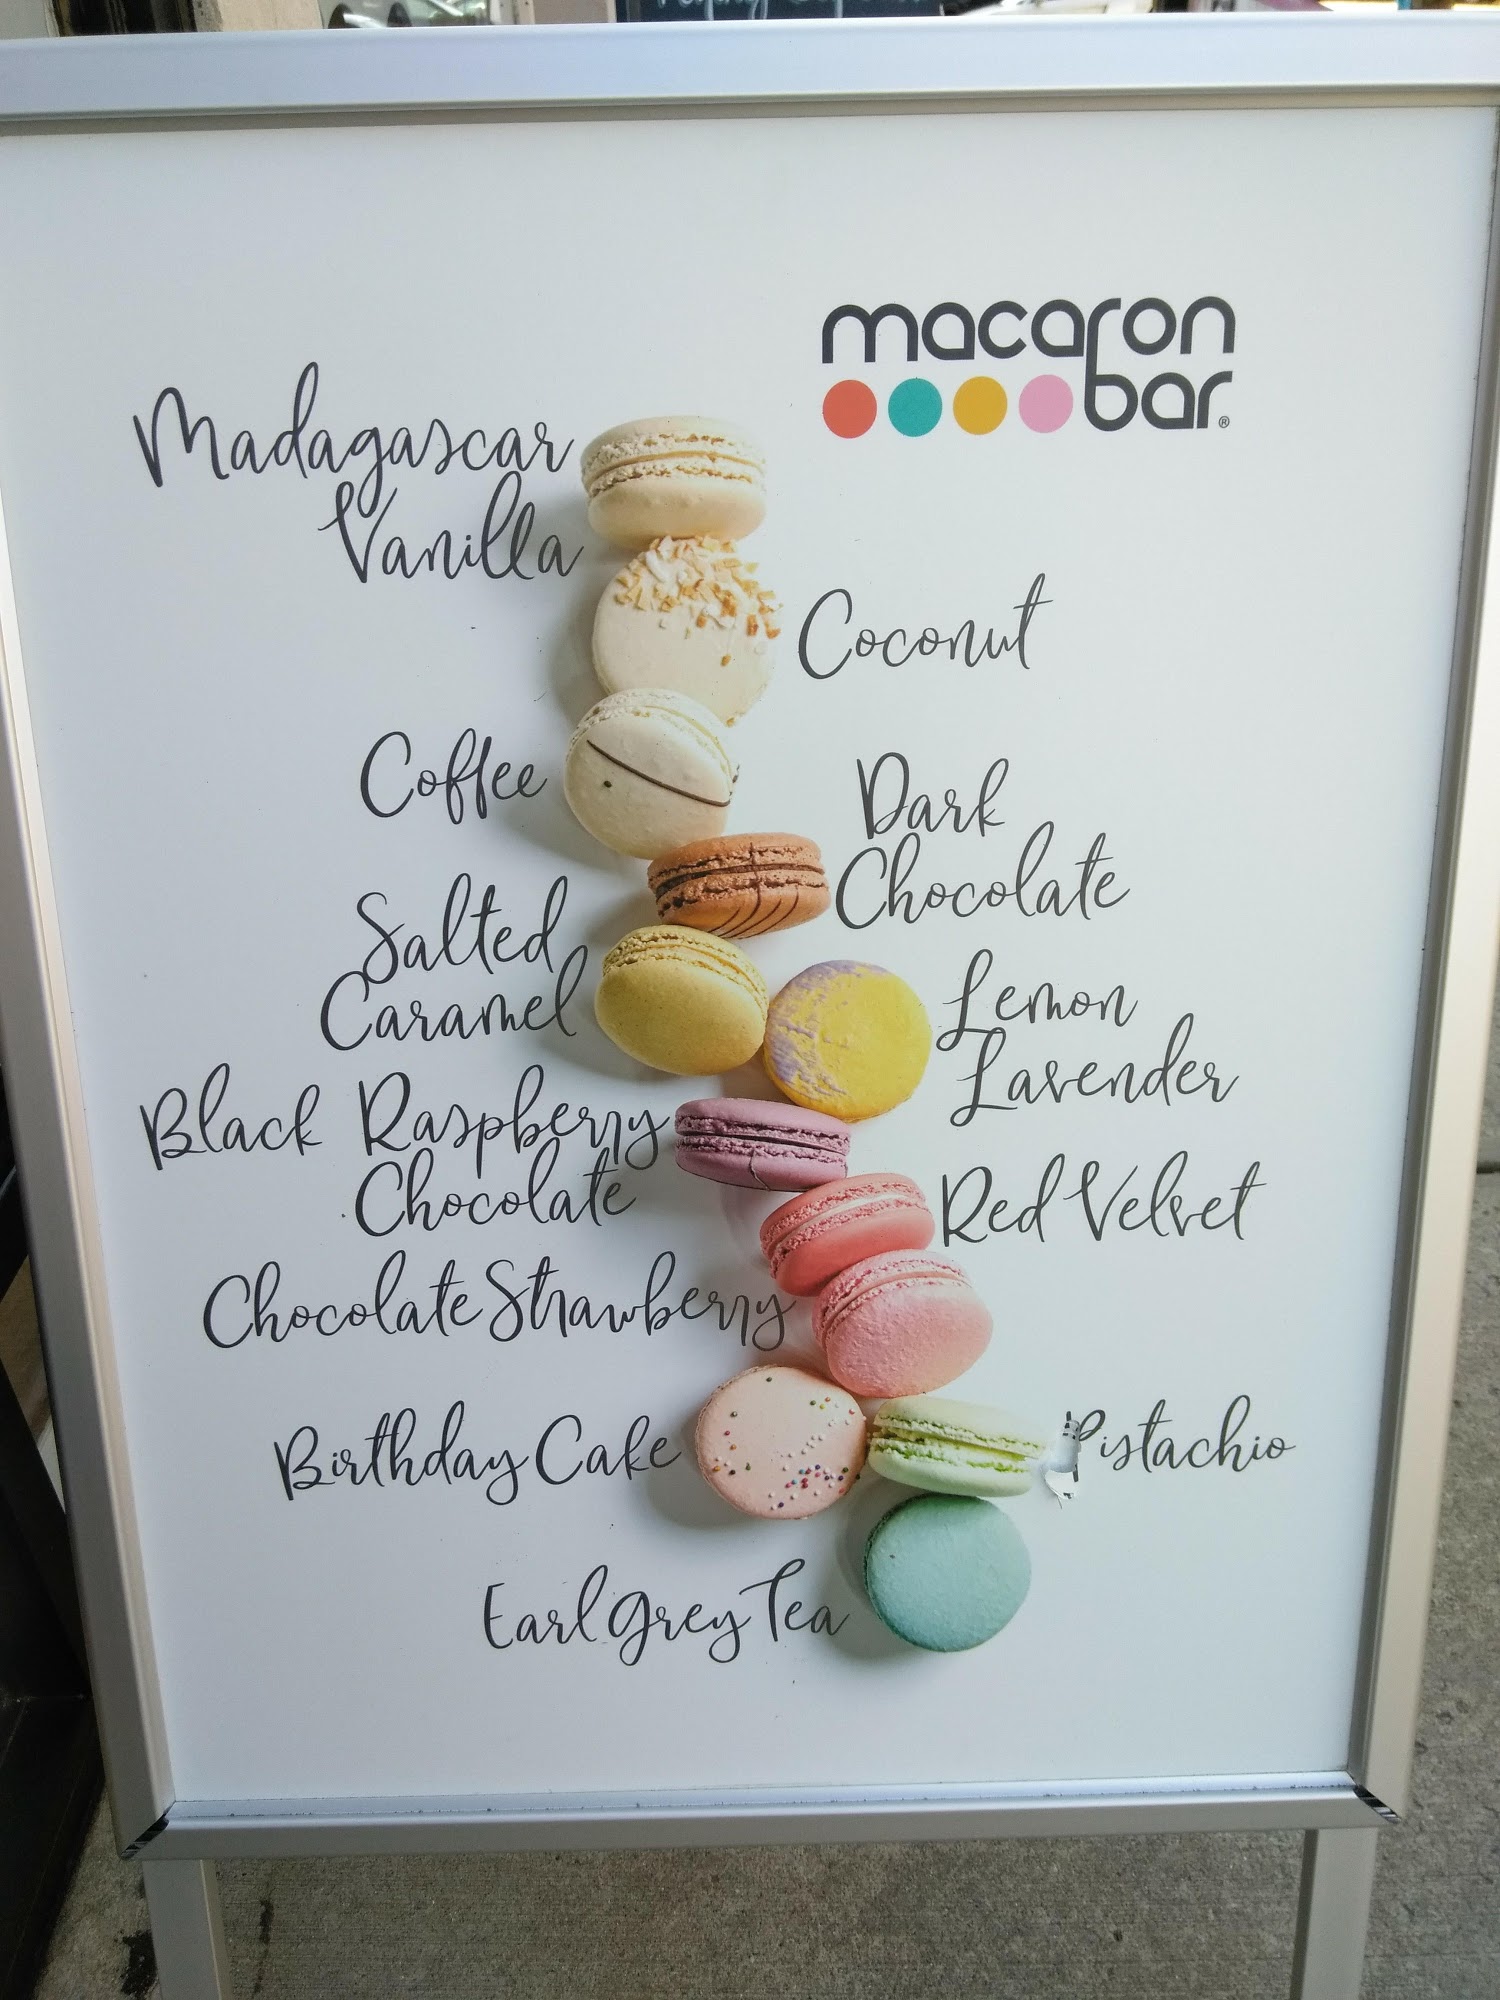 macaron
bar®
Madagascar
Vanilla
Coconut
Coffee
Dark
Chocolate
Salted
Caramel
Lemon
Lavender
Black Raspberry
Chocolate
Red Velvet
Chocolate Strawberry
Birthday Cake
Pistachio
Earl Grey Tea